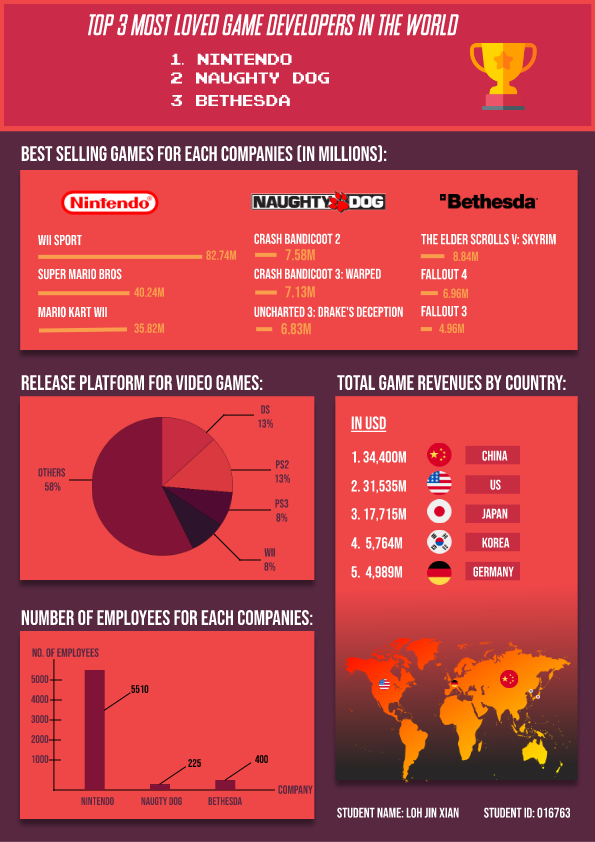 TOP 3 MOST LOVED GAME DEVELOPERS IN THE WORLD
1. NINTENDO
2 NAUGHTY DOG
3 BETHESDA
BEST SELLING GAMES FOR EACH COMPANIES (IN MILLIONS):
Nintendo
WII SPORT
82.74M
SUPER MARIO BROS
40.24M
MARIO KART WII
35.82M
NAUGHTY DOG
CRASH BANDICOOT 2
7.58M
CRASH BANDICOOT 3: WARPED
7.13M
UNCHARTED 3: DRAKE'S DECEPTION
6.83M
Bethesda
THE ELDER SCROLLS V: SKYRIM
8.84M
FALLOUT 4
6.96M
FALLOUT 3
4.96M
RELEASE PLATFORM FOR VIDEO GAMES:
DS
13%
PS2
13%
PS3
8%
WII
8%
OTHERS
58%
NUMBER OF EMPLOYEES FOR EACH COMPANIES:
NO. OF EMPLOYEES
5000
4000
3000
2000
1000
5510
225
400
NINTENDO
NAUGTY DOG
BETHESDA
COMPANY
TOTAL GAME REVENUES BY COUNTRY:
IN USD
1. 34,400M CHINA
2. 31,535M US
3. 17,715M JAPAN
4. 5,764M KOREA
5. 4,989M GERMANY
STUDENT NAME: LOH JIN XIAN STUDENT ID: 016763